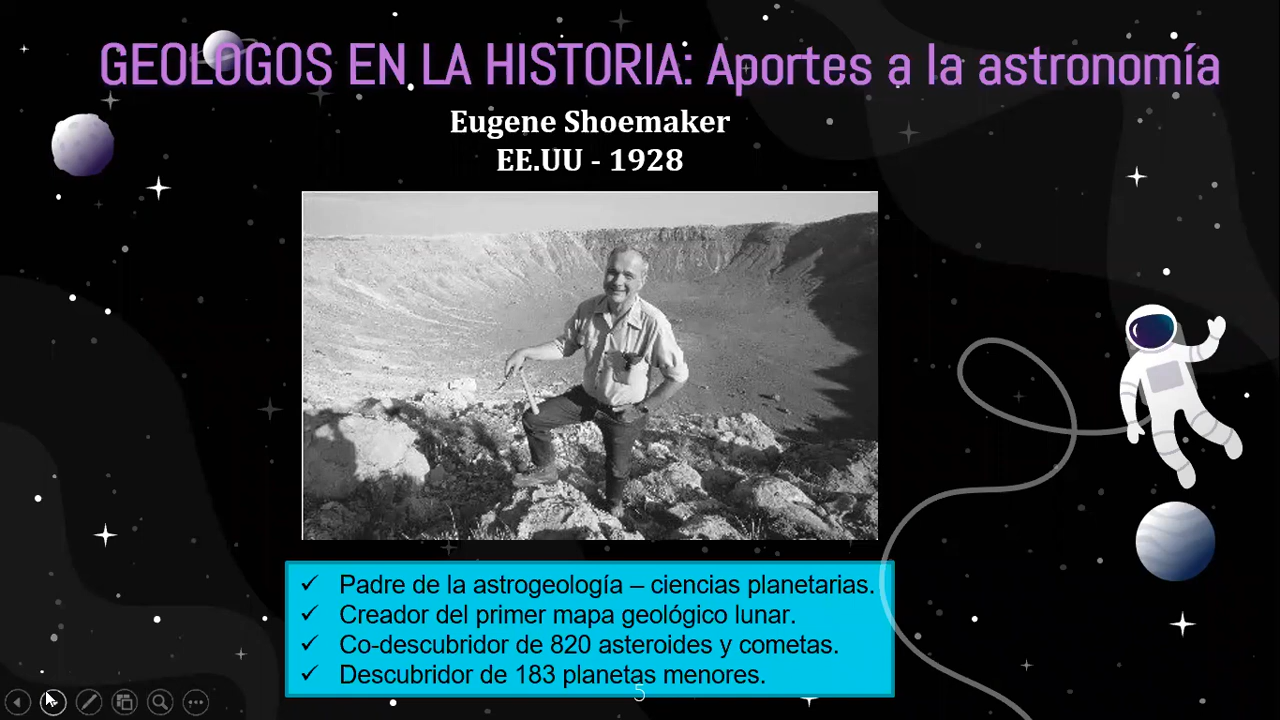 GEOLOGOS EN LA HISTORIA: Aportes a la astronomía
Eugene Shoemaker
EE.UU - 1928
✓ Padre de la astrogeología – ciencias planetarias.
✓ Creador del primer mapa geológico lunar.
✓ Co-descubridor de 820 asteroides y cometas.
✓ Descubridor de 183 planetas menores.
5